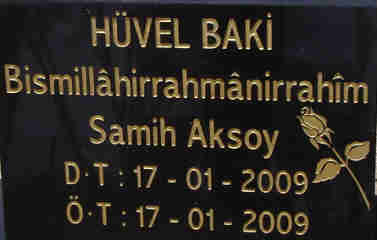 HÜVEL BAKİ
Bismillâhirrahmânirrahîm
Samih Aksoy
D·T : 17 - 01 - 2009
Ö·T : 17 - 01 - 2009